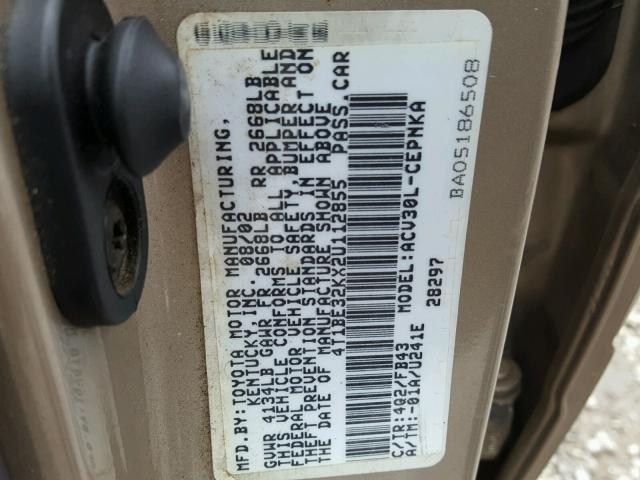 MFD.BY:TOYOTA MOTOR MANUFACTURING,
KENTUCKY, INC. 08/02
GVWR 4134LB GAWR FR 2668LB RR 2668LB
THIS VEHICLE CONFORMS TO ALL APPLICABLE
FEDERAL MOTOR VEHICLE SAFETY, BUMPER AND
THEFT PREVENTION STANDARDS IN EFFECT ON
THE DATE OF MANUFACTURE SHOWN ABOVE
4T1BE32KX2U112855 PASS.CAR
C/TR:4Q2/FB43 MODEL:ACV30L-CEPNKA
A/TM:-01A/U241E 28297
BA05186508